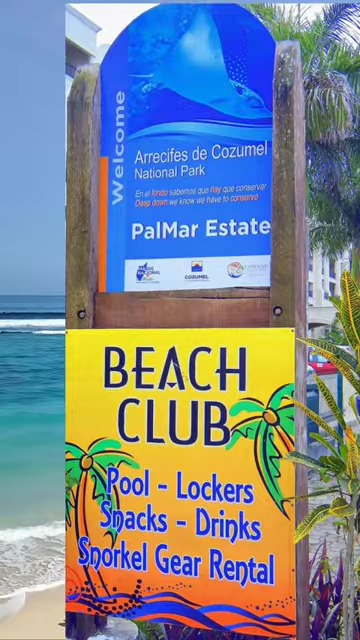 Welcome
Arrecifes de Cozumel
National Park
En el fondo sabemos que hay que conservar
Deep down we know we have to conserve
PalMar Estate
COZUMEL
BEACH
CLUB
Pool - Lockers
Snacks - Drinks
Snorkel Gear Rental